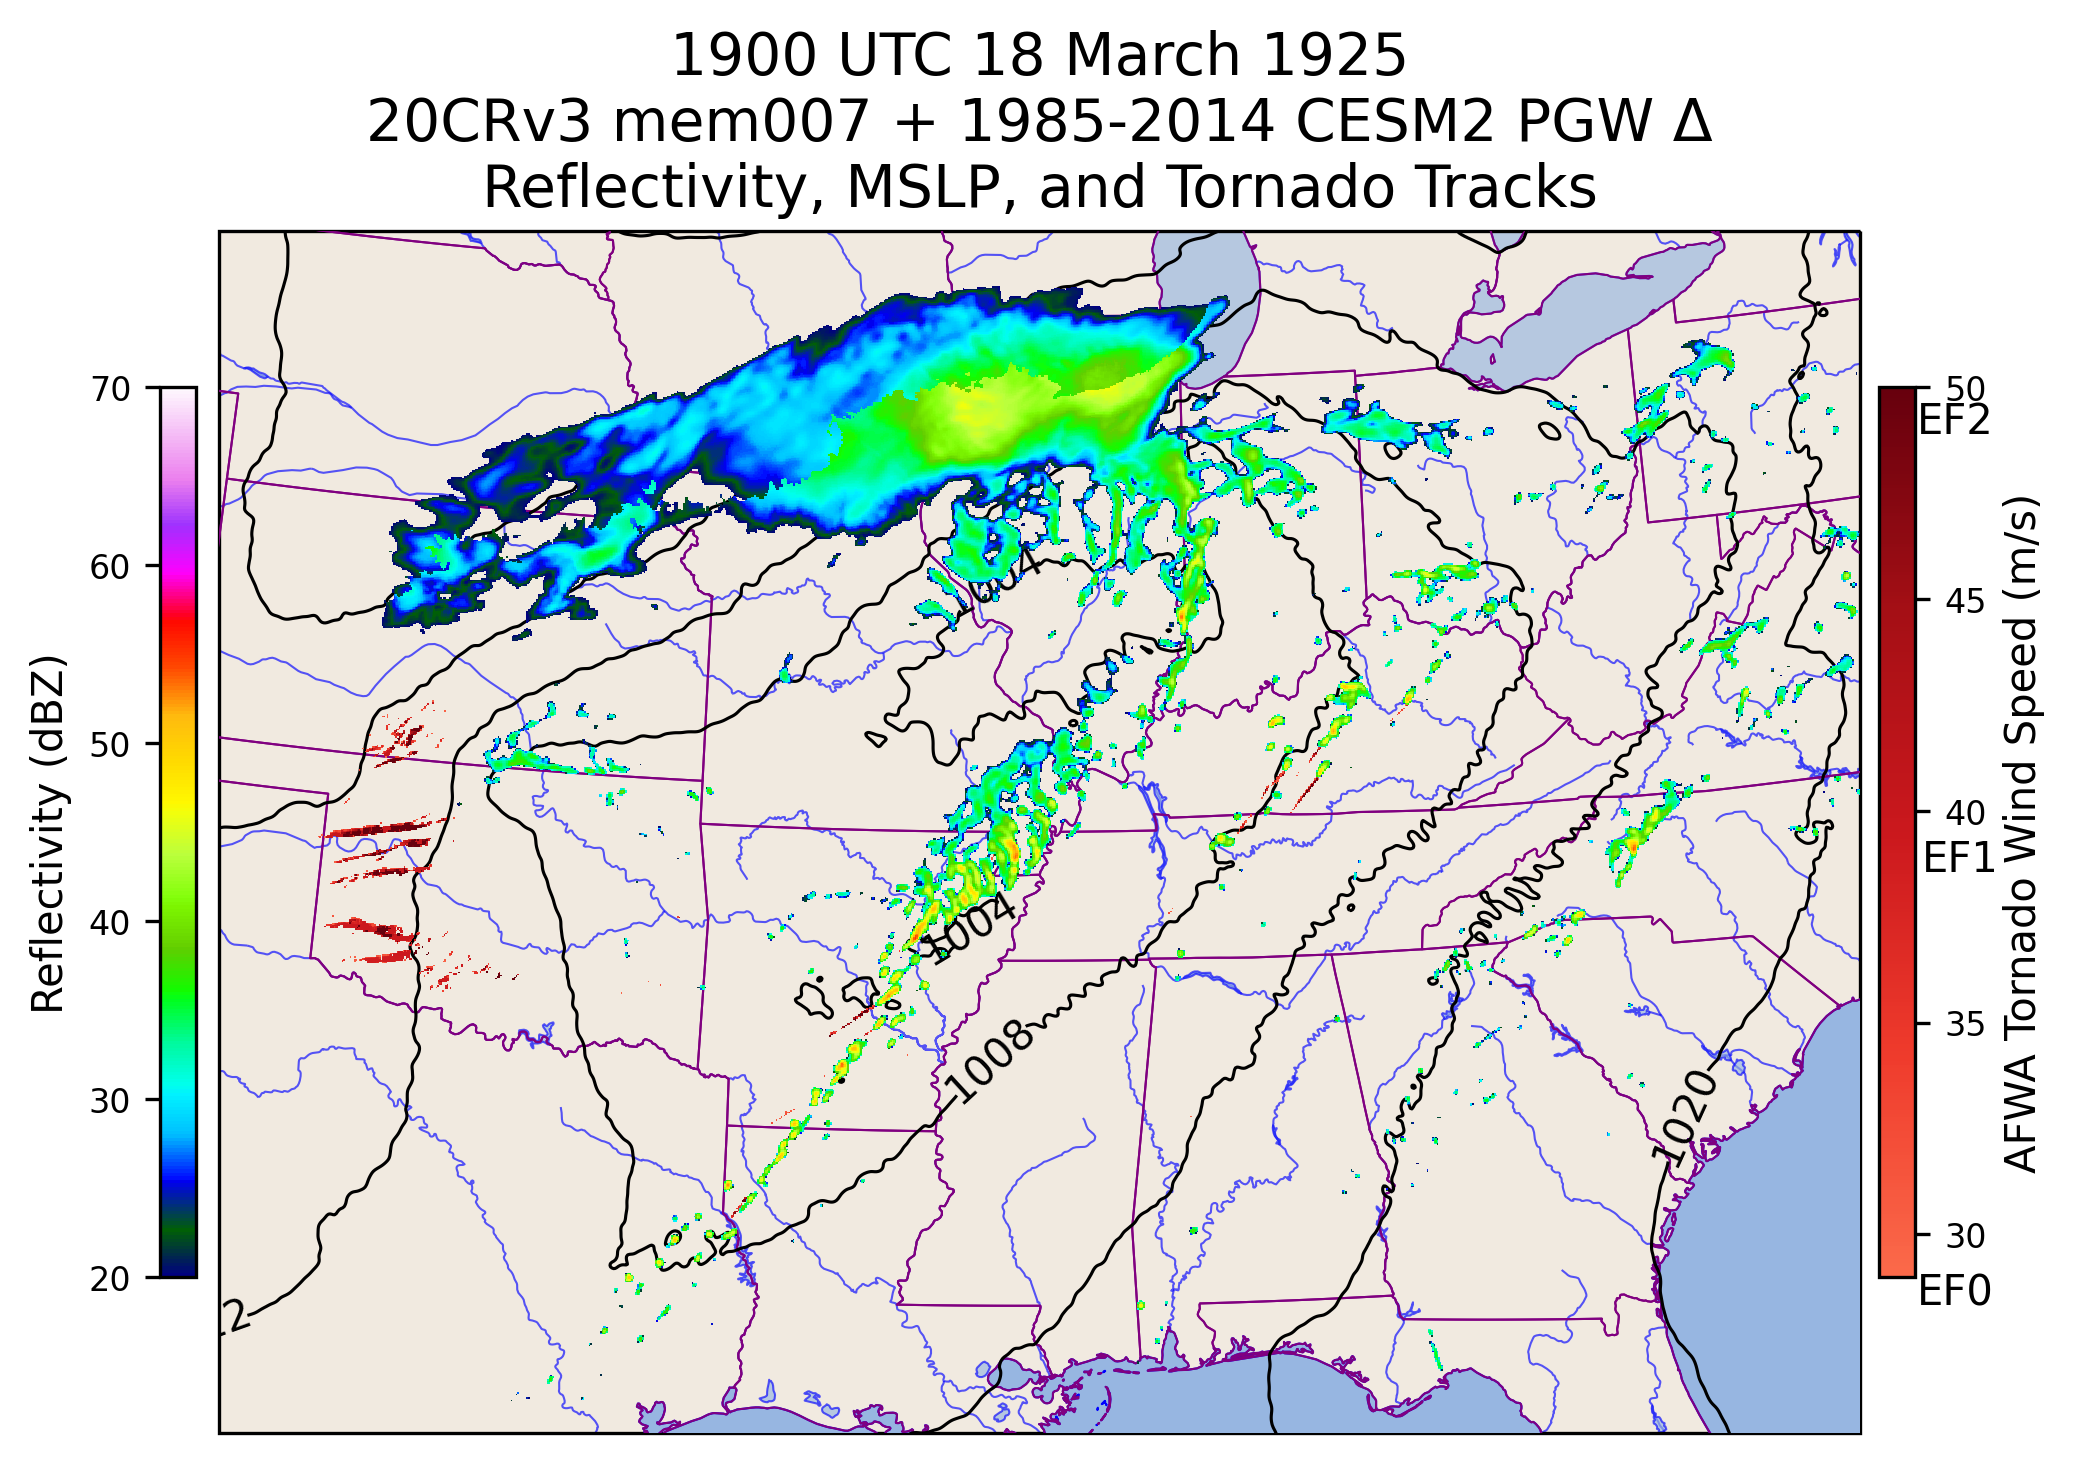 1900 UTC 18 March 1925
20CRv3 mem007 + 1985-2014 CESM2 PGW Δ
Reflectivity, MSLP, and Tornado Tracks
Reflectivity (dBZ)
70
60
50
40
30
20
1004
1004
1008
1020
2
50
EF2
45
40
EF1
35
30
EF0
AFWA Tornado Wind Speed (m/s)